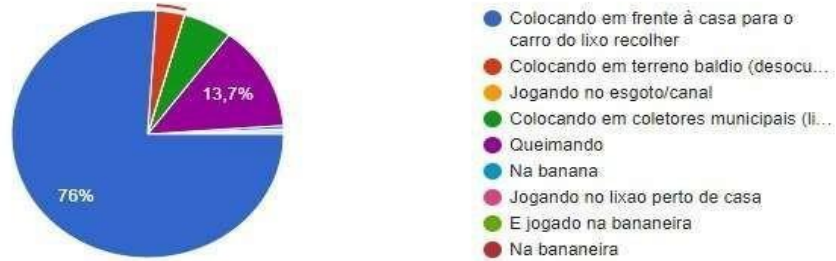 13,7%
76%
Colocando em frente à casa para o
carro do lixo recolher
Colocando em terreno baldio (desocu...
Jogando no esgoto/canal
Colocando em coletores municipais (li...
Queimando
Na banana
Jogando no lixao perto de casa
E jogado na bananeira
Na bananeira